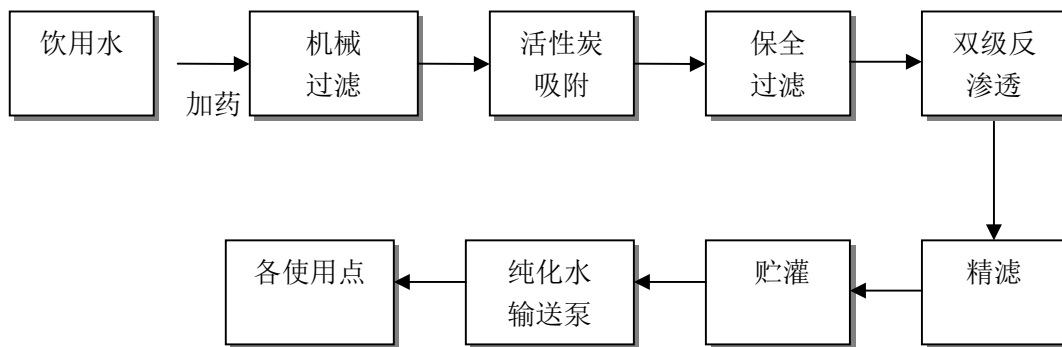 饮用水
加药
机械
过滤
活性炭
吸附
保全
过滤
双级反
渗透
精滤
贮灌
纯化水
输送泵
各使用点